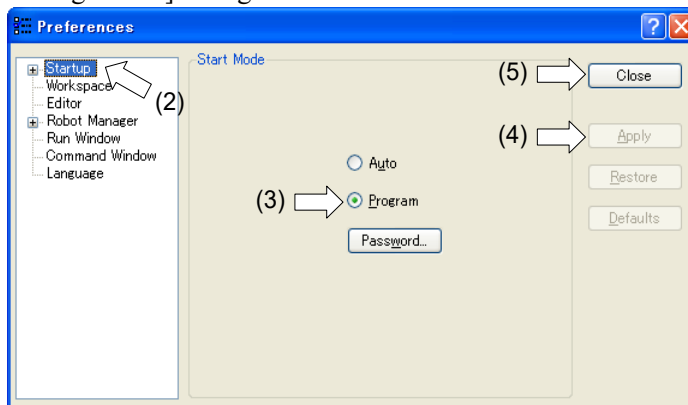 Preferences
Startup
Workspace
Editor
Robot Manager
Run Window
Command Window
Language
(2)
Start Mode
Auto
(3)
Program
Password...
(5)
Close
(4)
Apply
Restore
Defaults